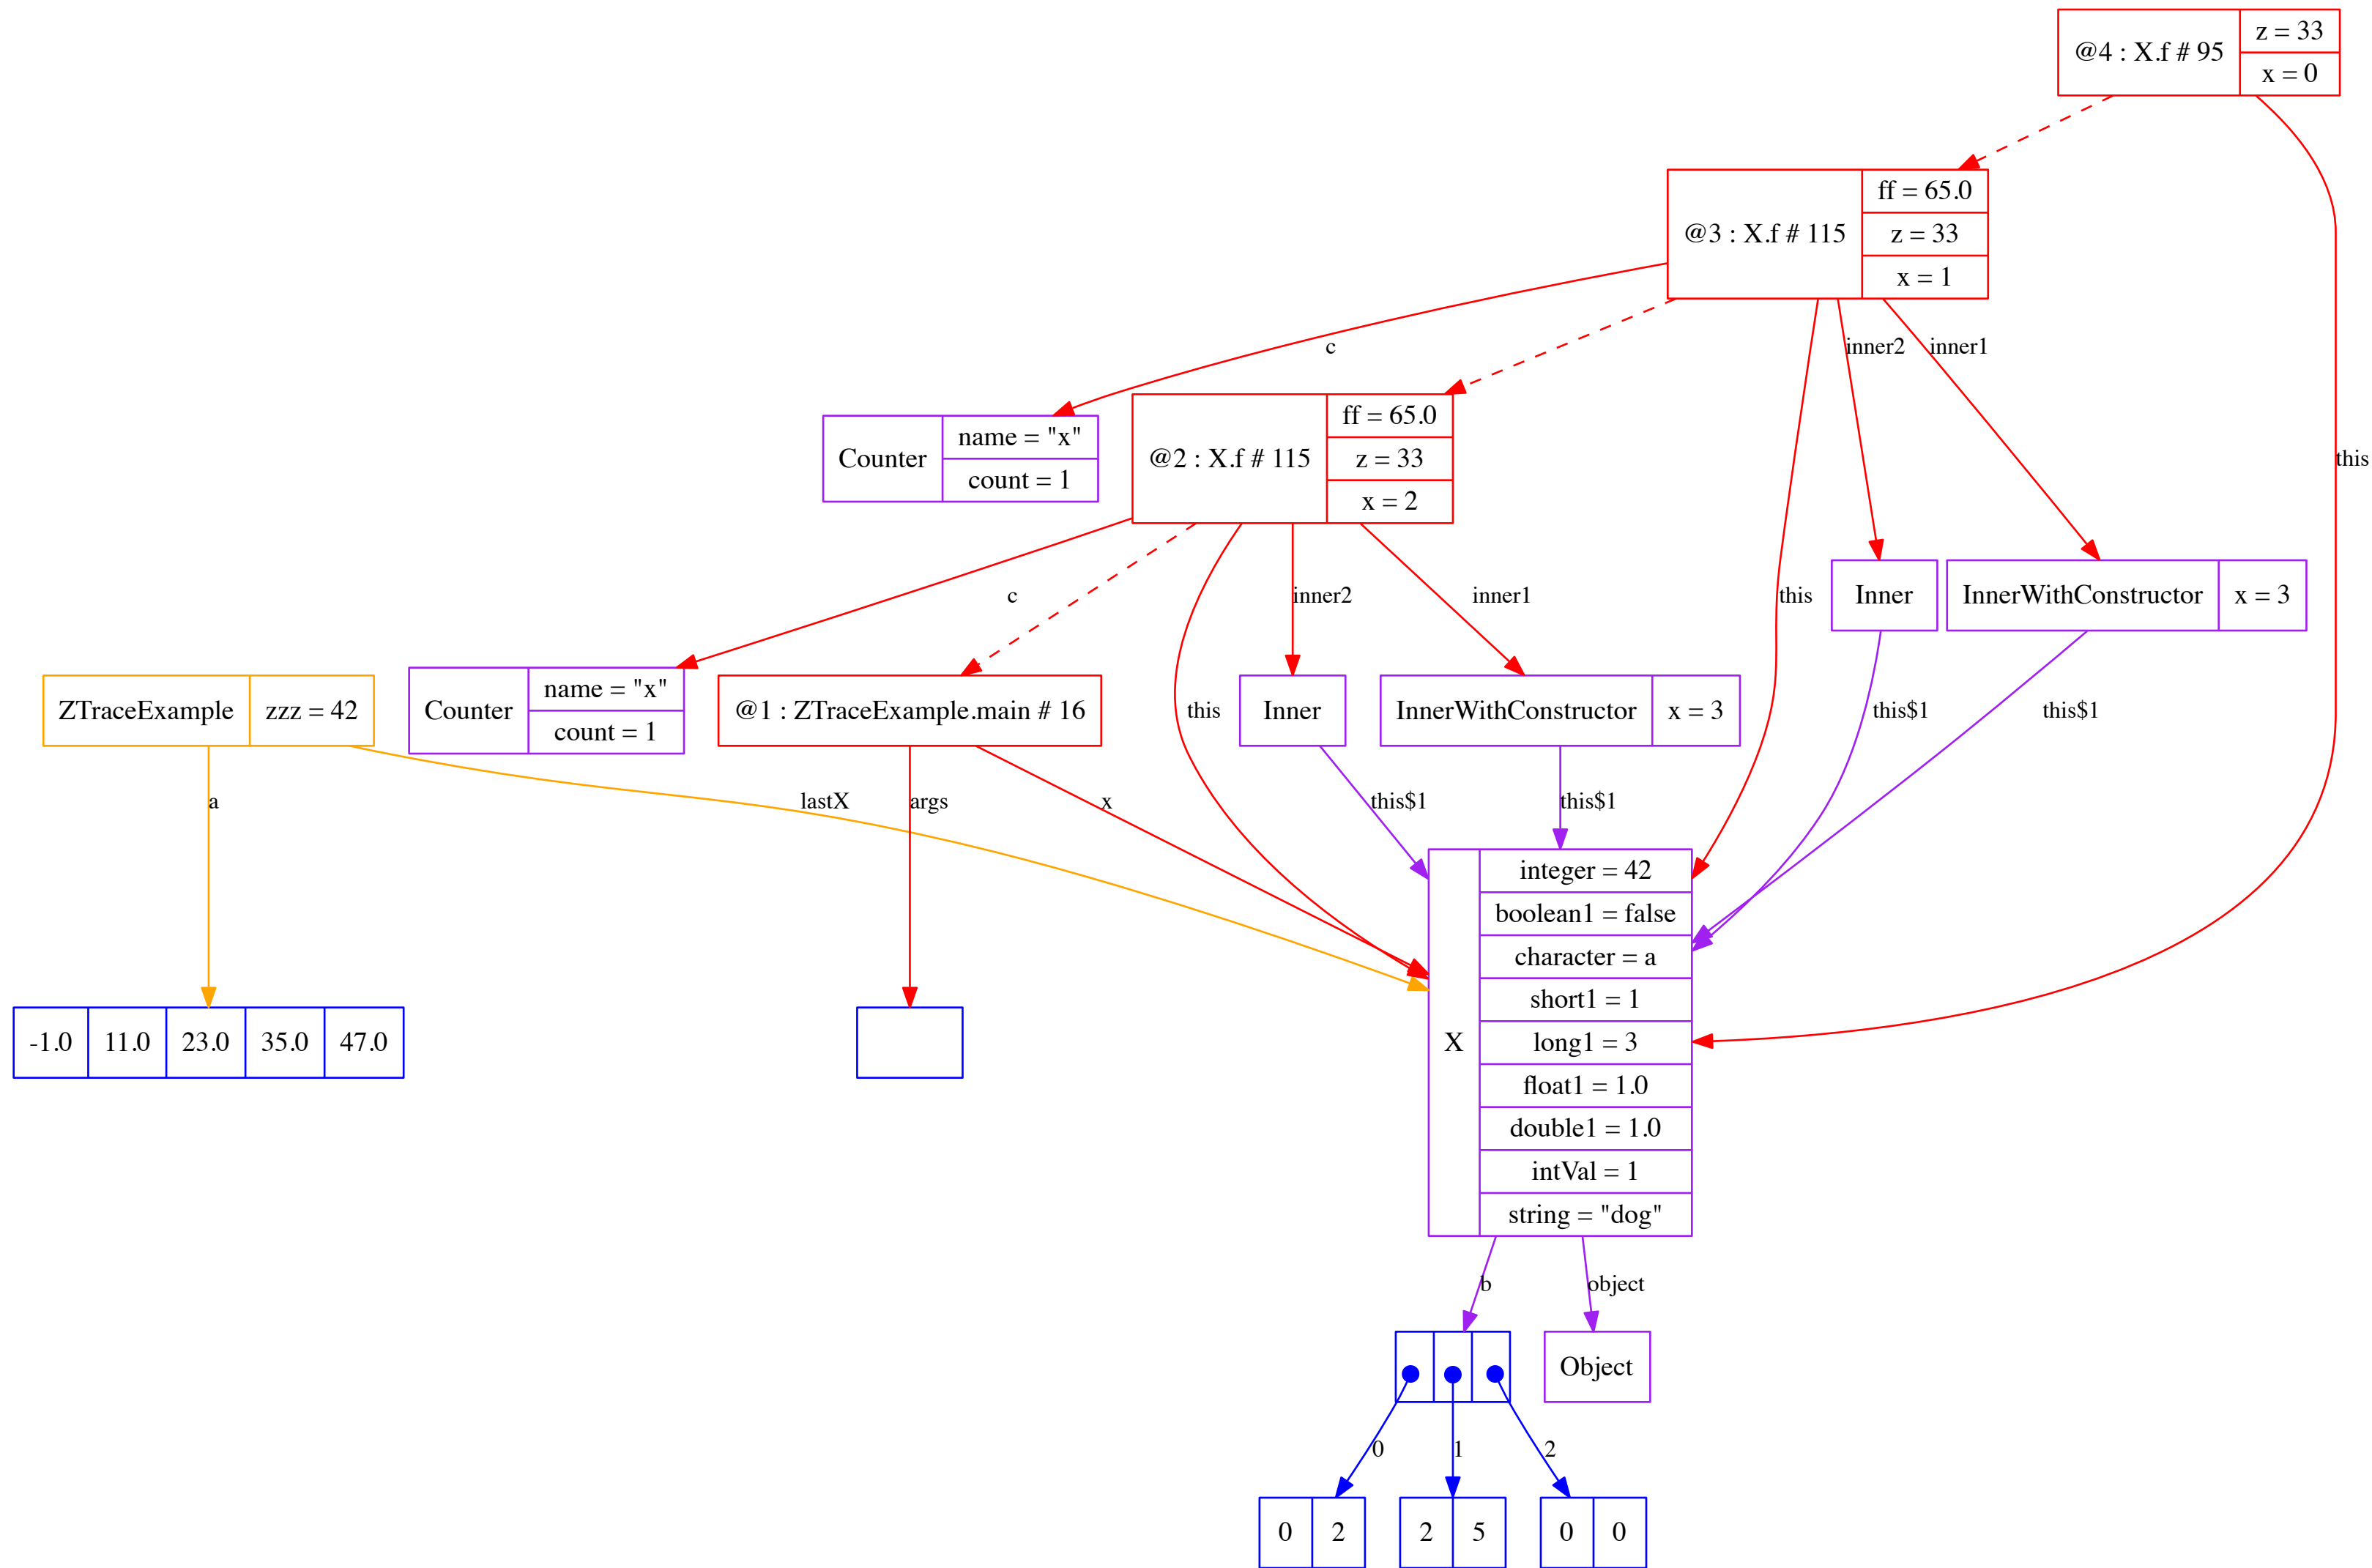 @4 : X.f # 95
z = 33
x = 0
@3 : X.f # 115
ff = 65.0
z = 33
x = 1
c
inner2
inner1
Counter
name = "x"
count = 1
@2 : X.f # 115
ff = 65.0
z = 33
x = 2
this
c
inner2
inner1
this
Inner
InnerWithConstructor
x = 3
ZTraceExample
zzz = 42
Counter
name = "x"
count = 1
@1 : ZTraceExample.main # 16
this
Inner
InnerWithConstructor
x = 3
this$1
this$1
a
lastX
args
x
this$1
this$1
-1.0
11.0
23.0
35.0
47.0
X
integer = 42
boolean1 = false
character = a
short1 = 1
long1 = 3
float1 = 1.0
double1 = 1.0
intVal = 1
string = "dog"
b
object
Object
0
1
2
0
2
2
5
0
0